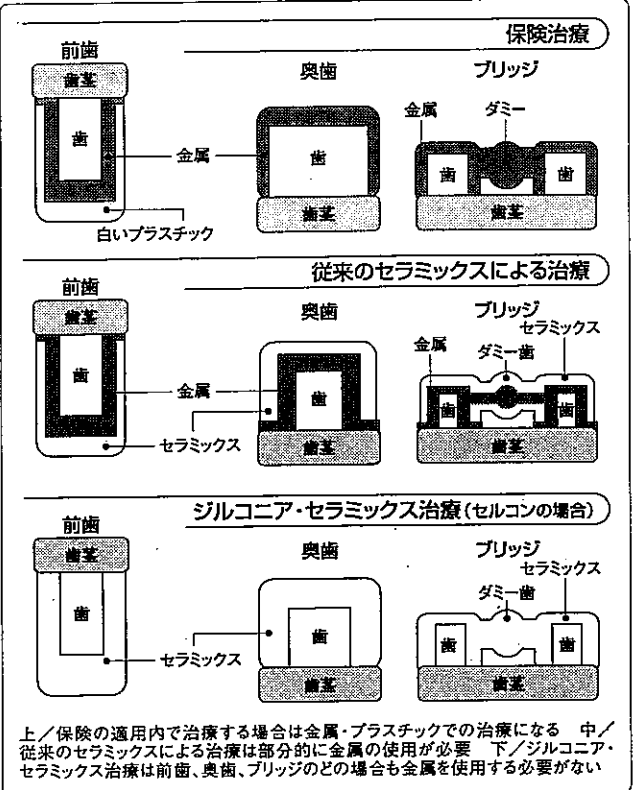 保険治療
前歯
奥歯
ブリッジ
歯茎
歯
金属
白いプラスチック
歯
歯茎
金属
ダミー
歯
歯
歯茎
従来のセラミックスによる治療
前歯
奥歯
ブリッジ
歯茎
歯
金属
セラミックス
歯
歯茎
金属
ダミー歯
セラミックス
歯
歯
歯茎
ジルコニア・セラミックス治療(セルコンの場合)
前歯
奥歯
ブリッジ
歯茎
歯
セラミックス
歯
歯茎
ダミー歯
セラミックス
歯
歯
歯茎
上/保険の適用内で治療する場合は金属・プラスチックでの治療になる　中/
従来のセラミックスによる治療は部分的に金属の使用が必要　下/ジルコニア・
セラミックス治療は前歯、奥歯、ブリッジのどの場合も金属を使用する必要がない